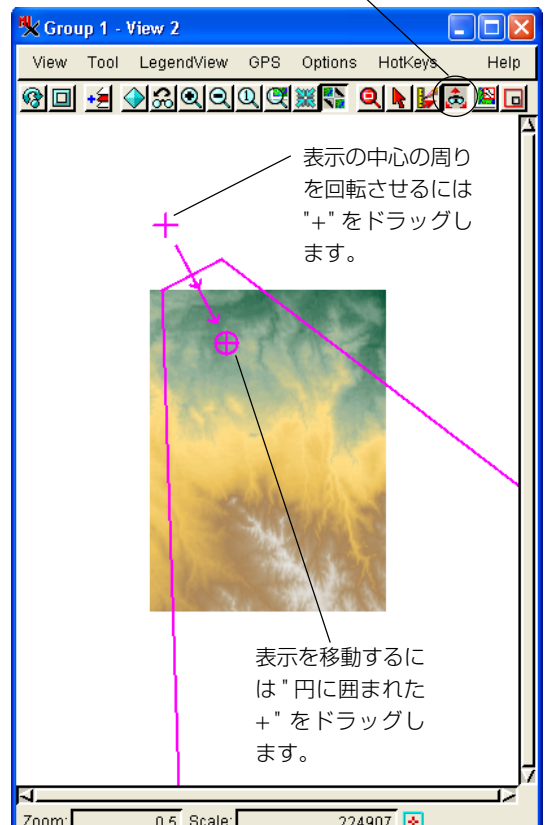 Group 1 - View 2
View Tool LegendView GPS Options HotKeys Help
表示の中心の周り
を回転させるには
"+" をドラッグし
ます。
表示を移動するに
は " 円に囲まれた
+" をドラッグし
ます。
Zoom: 0.5 Scale: 224907